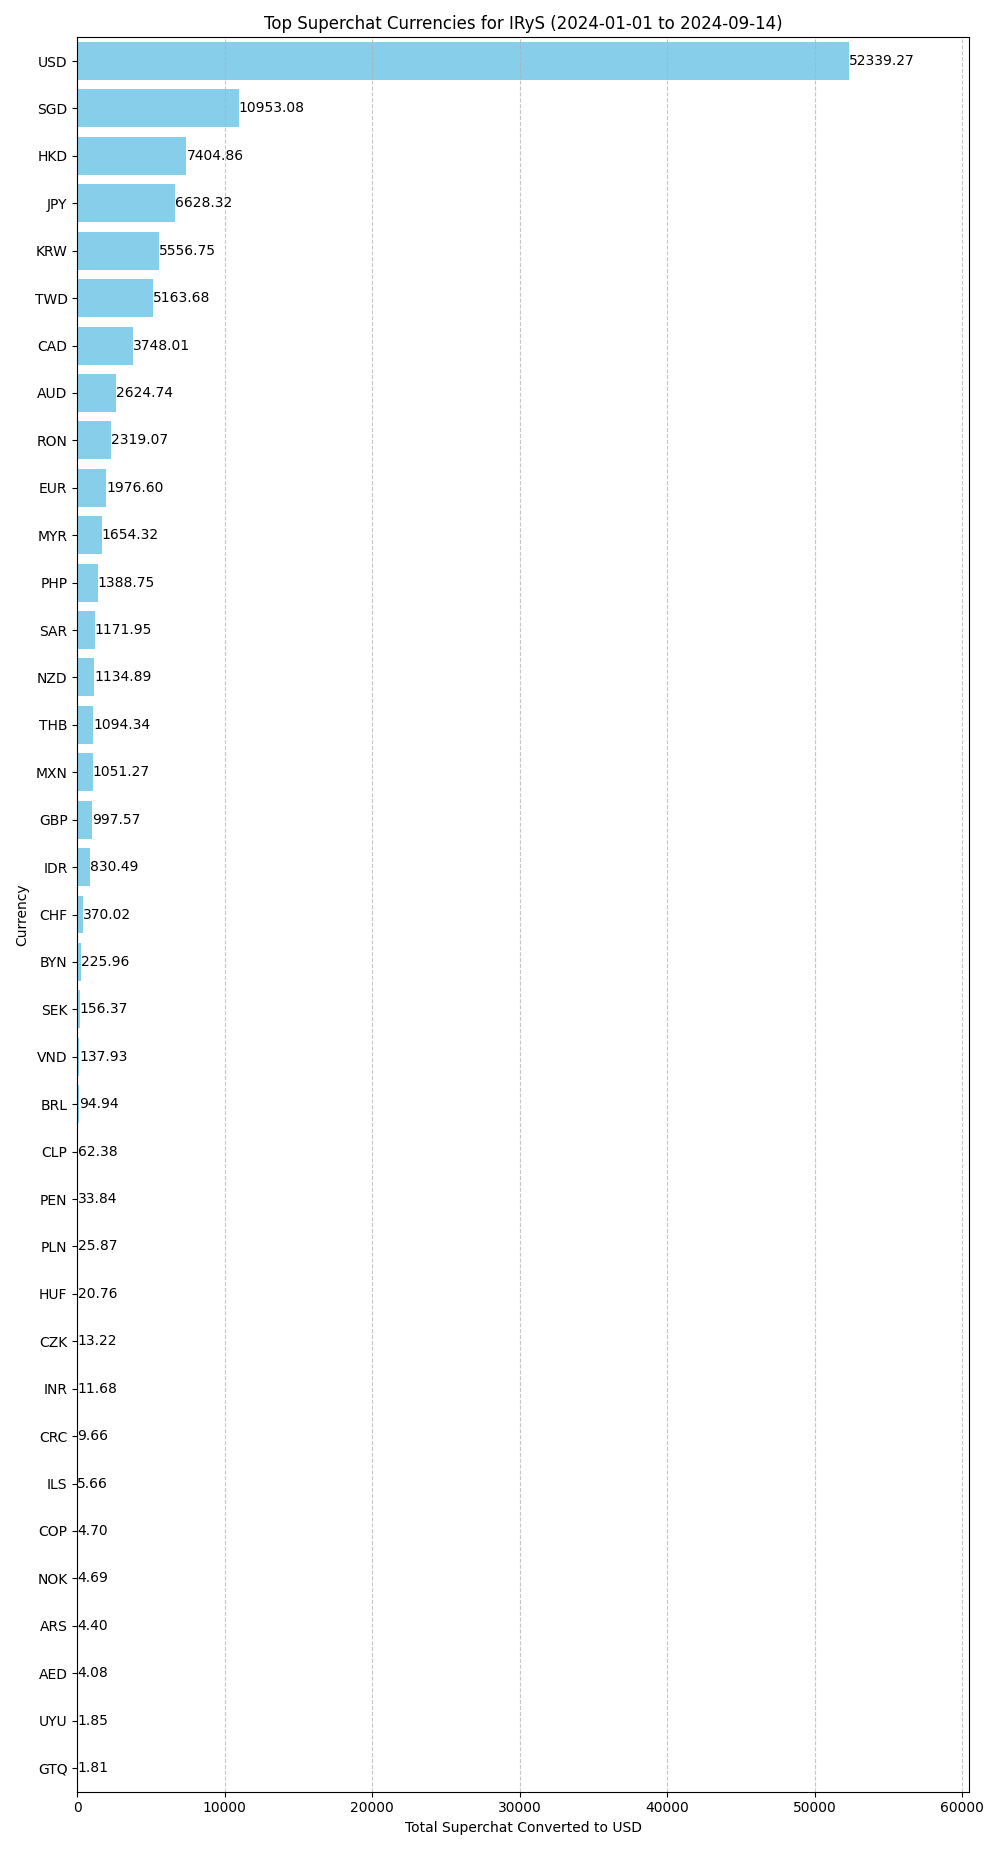 Top Superchat Currencies for IRyS (2024-01-01 to 2024-09-14)
USD 52339.27
SGD 10953.08
HKD 7404.86
JPY 6628.32
KRW 5556.75
TWD 5163.68
CAD 3748.01
AUD 2624.74
RON 2319.07
EUR 1976.60
MYR 1654.32
PHP 1388.75
SAR 1171.95
NZD 1134.89
THB 1094.34
MXN 1051.27
GBP 997.57
IDR 830.49
CHF 370.02
Currency
BYN 225.96
SEK 156.37
VND 137.93
BRL 94.94
CLP 62.38
PEN 33.84
PLN 25.87
HUF 20.76
CZK 13.22
INR 11.68
CRC 9.66
ILS 5.66
COP 4.70
NOK 4.69
ARS 4.40
AED 4.08
UYU 1.85
GTQ 1.81
0 10000 20000 30000 40000 50000 60000
Total Superchat Converted to USD